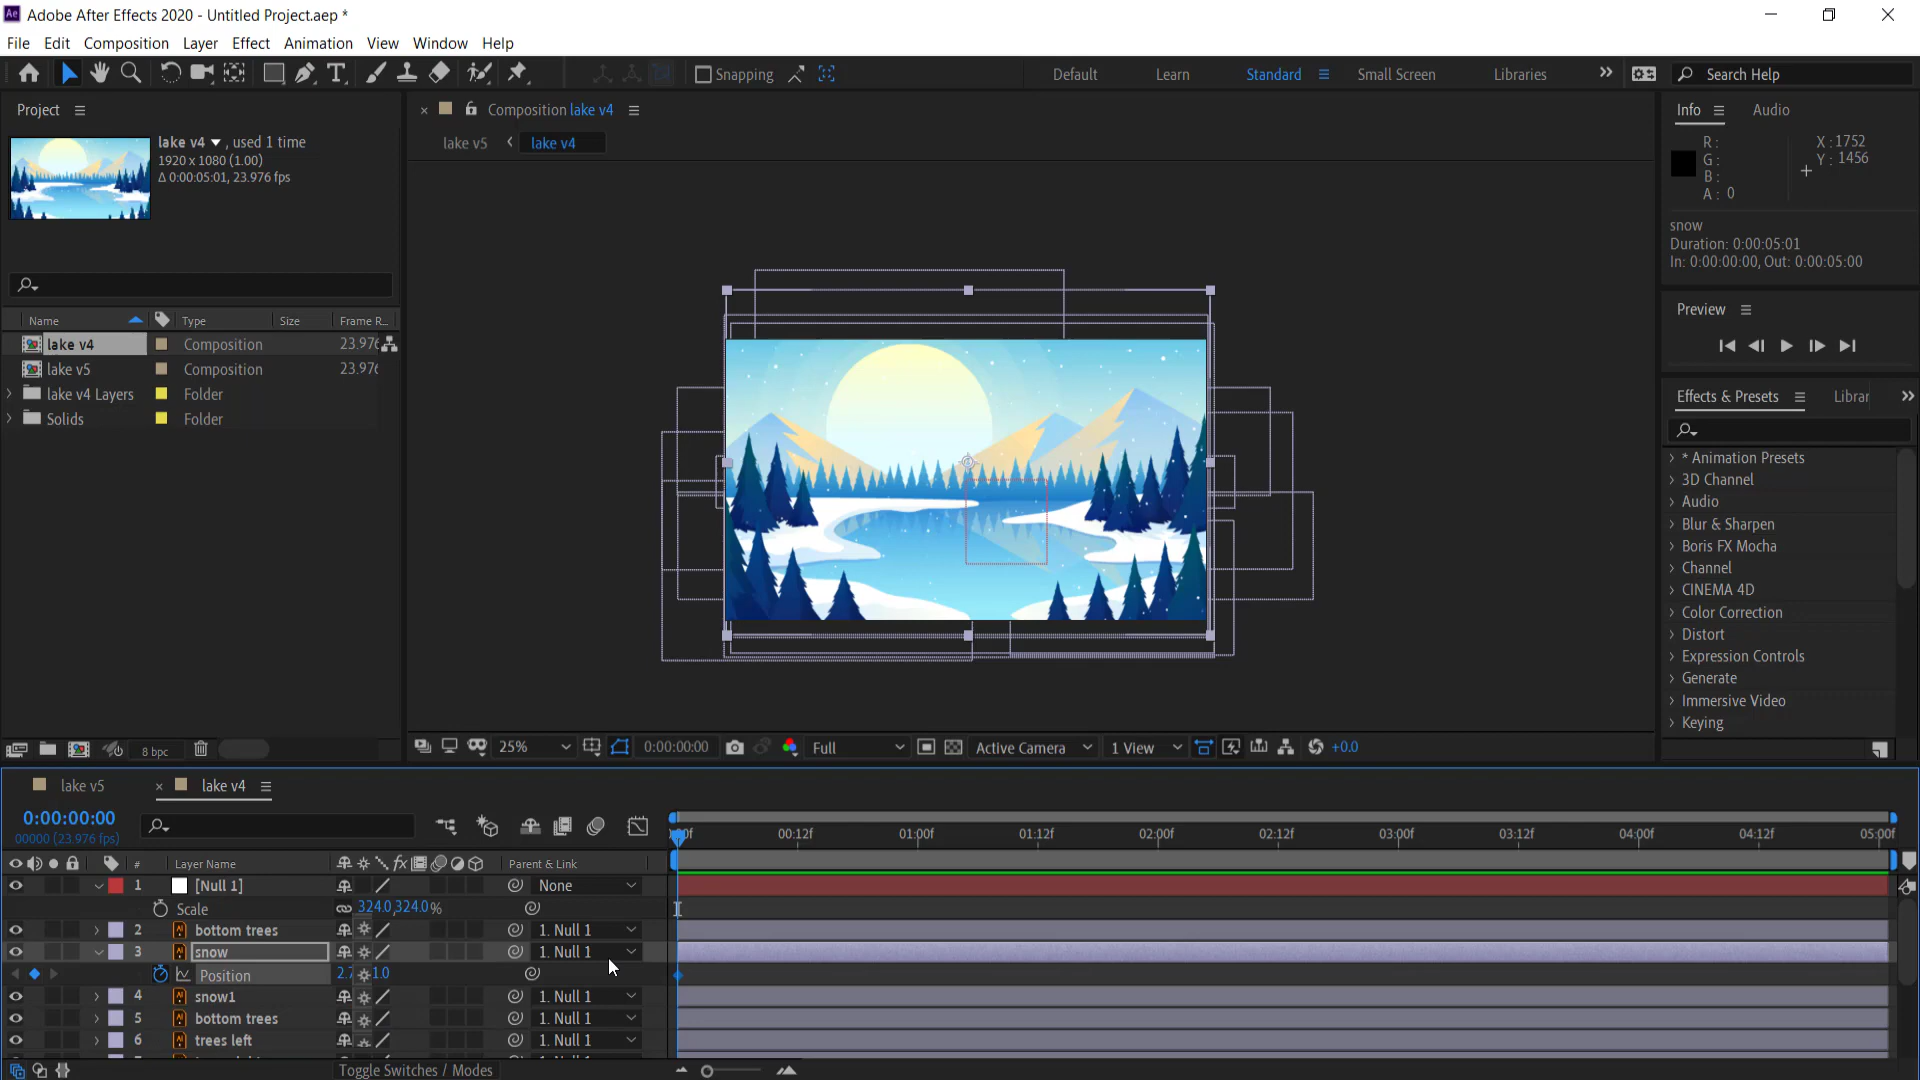 Adobe After Effects 2020 - Untitled Project.aep *
File Edit Composition Layer Effect Animation View Window Help
Snapping Default Learn Standard Small Screen Libraries Search Help
Project
lake v4 , used 1 time
1920 x 1080 (1.00)
Δ 0:00:05:01, 23.976 fps
Name Type Size Frame R...
lake v4 Composition 23.976
lake v5 Composition 23.976
lake v4 Layers Folder
Solids Folder
8 bpc
Composition lake v4
lake v5 lake v4
25% 0:00:00:00 Full Active Camera 1 View +0.0
Info Audio
R : X : 1752
G : Y : 1456
B :
A : 0
snow
Duration: 0:00:05:01
In: 0:00:00:00, Out: 0:00:05:00
Preview
Effects & Presets Librar
* Animation Presets
3D Channel
Audio
Blur & Sharpen
Boris FX Mocha
Channel
CINEMA 4D
Color Correction
Distort
Expression Controls
Generate
Immersive Video
Keying
lake v5 lake v4
0:00:00:00
00000 (23.976 fps)
00:12f 01:00f 01:12f 02:00f 02:12f 03:00f 03:12f 04:00f 04:12f 05:00f
# Layer Name Parent & Link
1 [Null 1] None
Scale 324.0,324.0%
2 bottom trees 1. Null 1
3 snow 1. Null 1
Position
4 snow1 1. Null 1
5 bottom trees 1. Null 1
6 trees left 1. Null 1
Toggle Switches / Modes